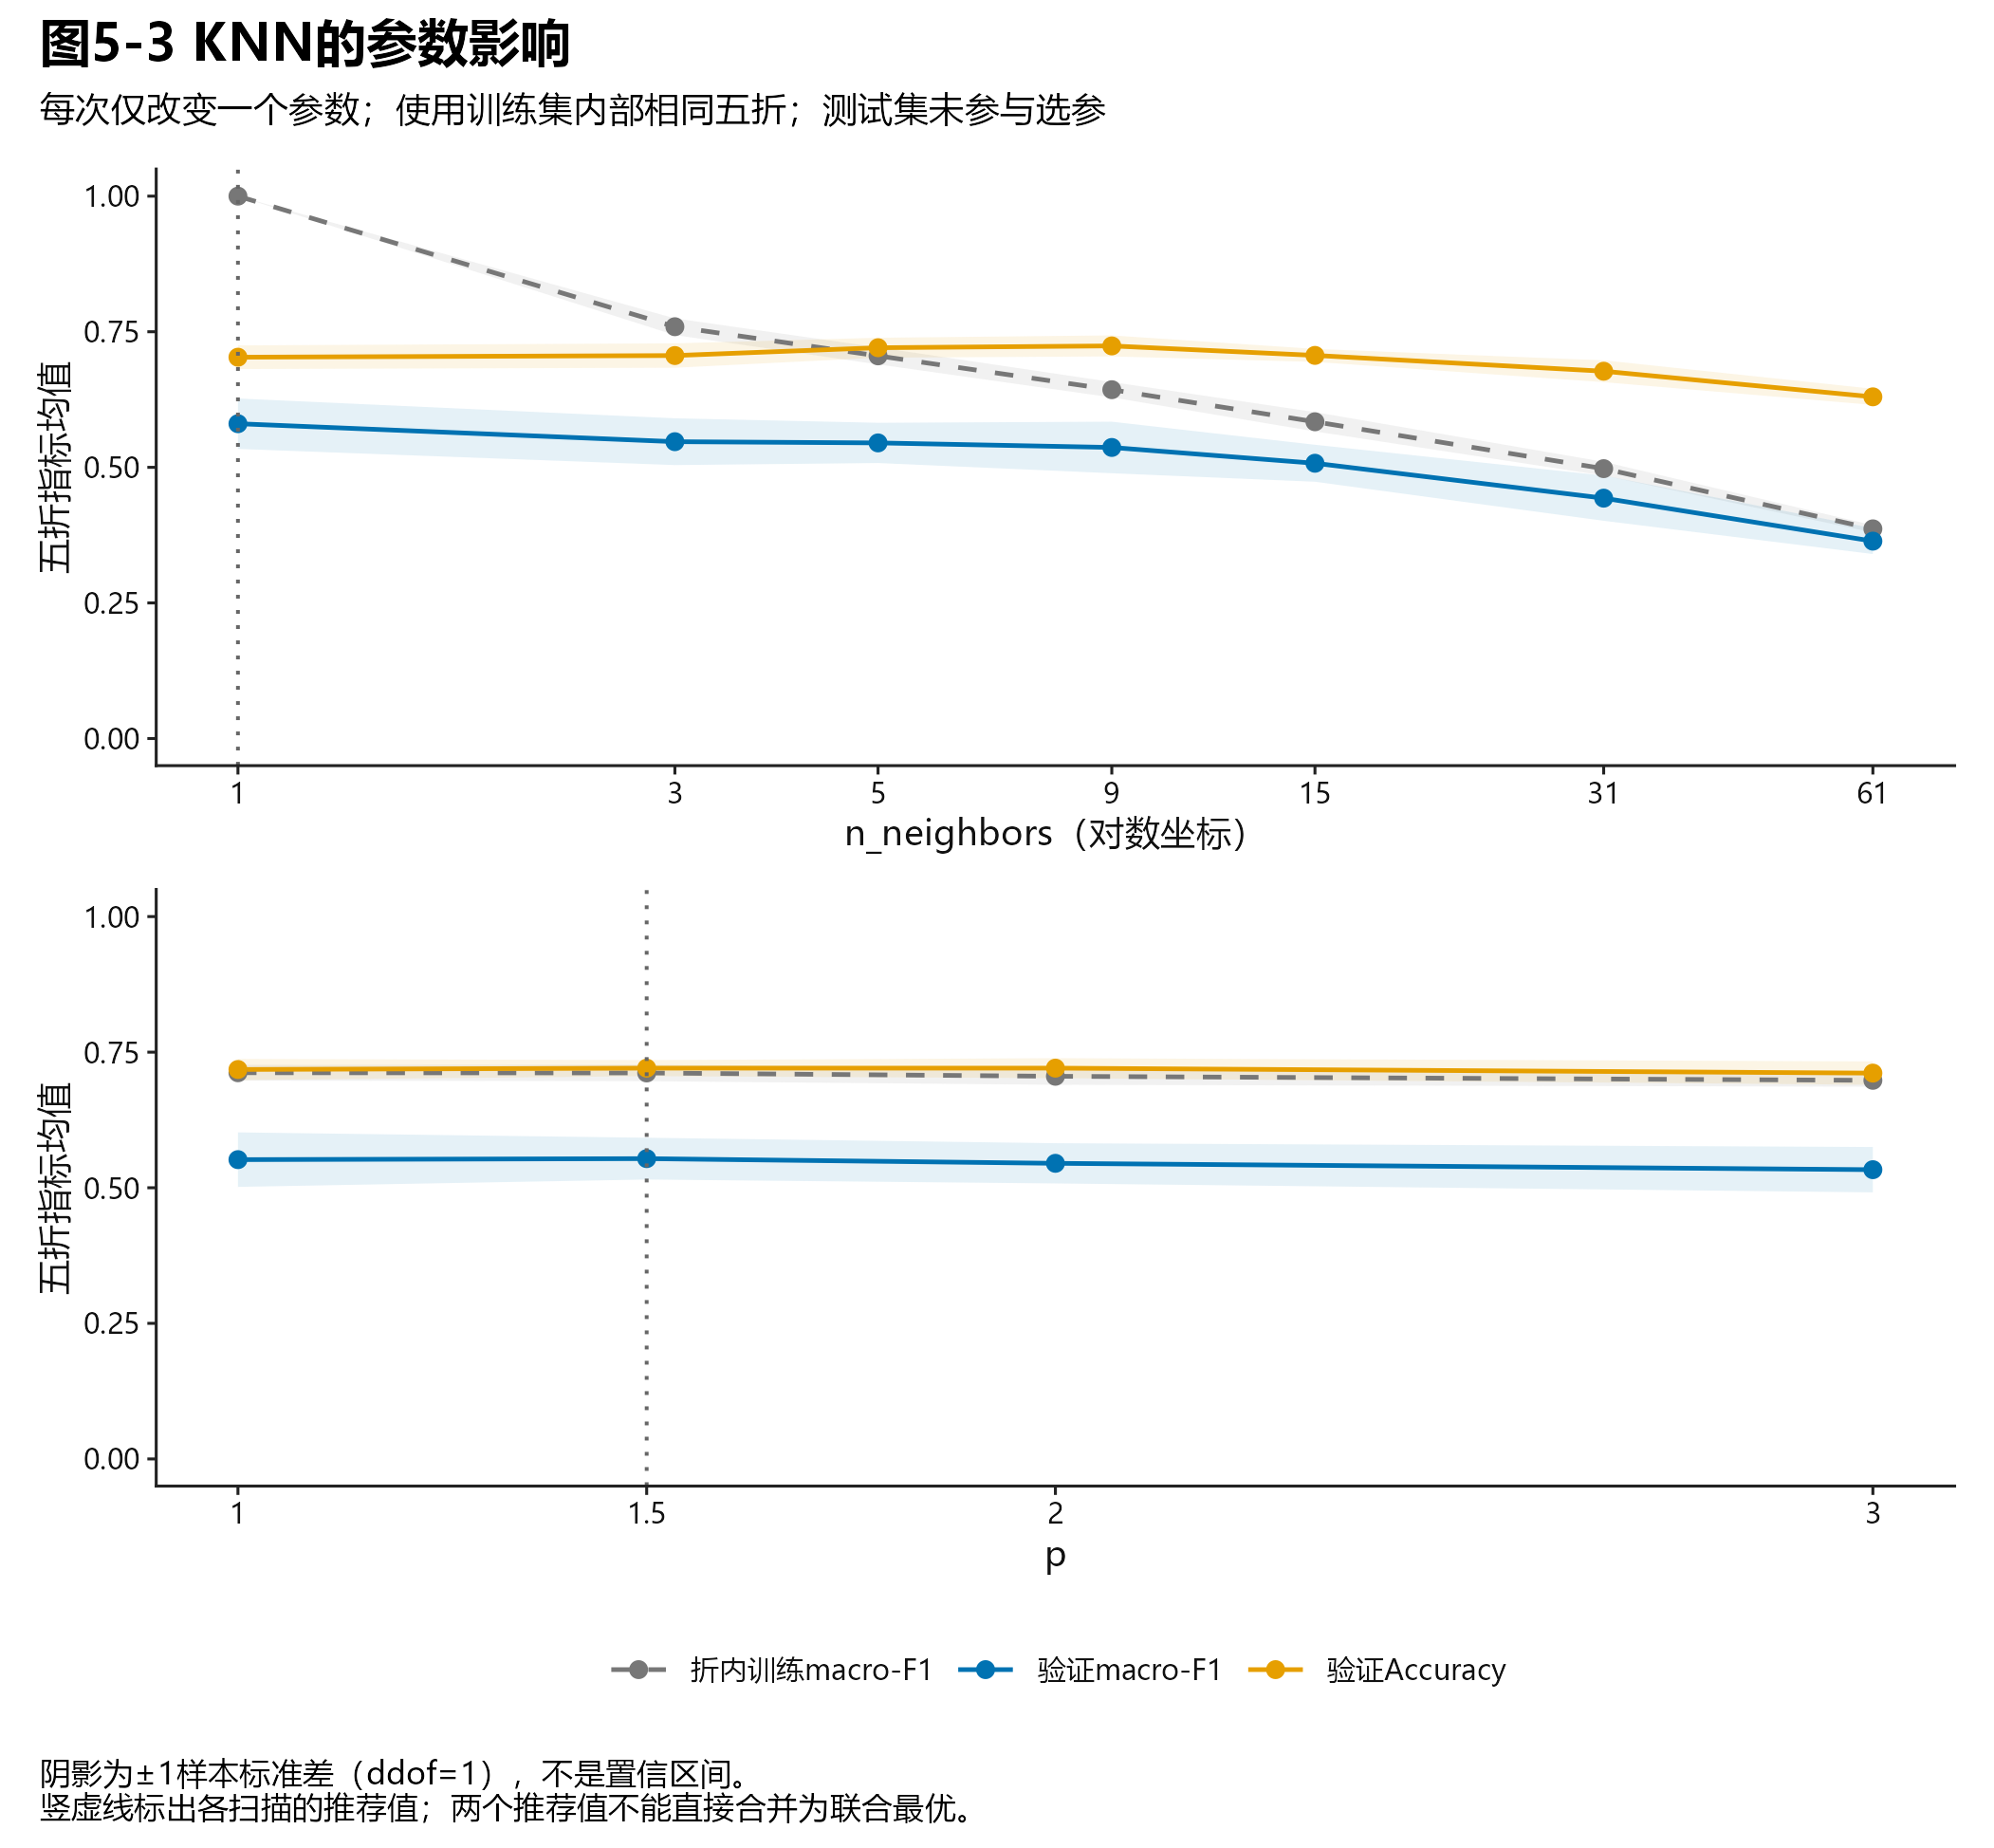 图5-3 KNN的参数影响
每次仅改变一个参数；使用训练集内部相同五折；测试集未参与选参
五折指标均值
1.00
0.75
0.50
0.25
0.00
1 3 5 9 15 31 61
n_neighbors（对数坐标）
五折指标均值
1.00
0.75
0.50
0.25
0.00
1 1.5 2 3
p
折内训练macro-F1 验证macro-F1 验证Accuracy
阴影为±1样本标准差（ddof=1），不是置信区间。
竖虚线标出各扫描的推荐值；两个推荐值不能直接合并为联合最优。